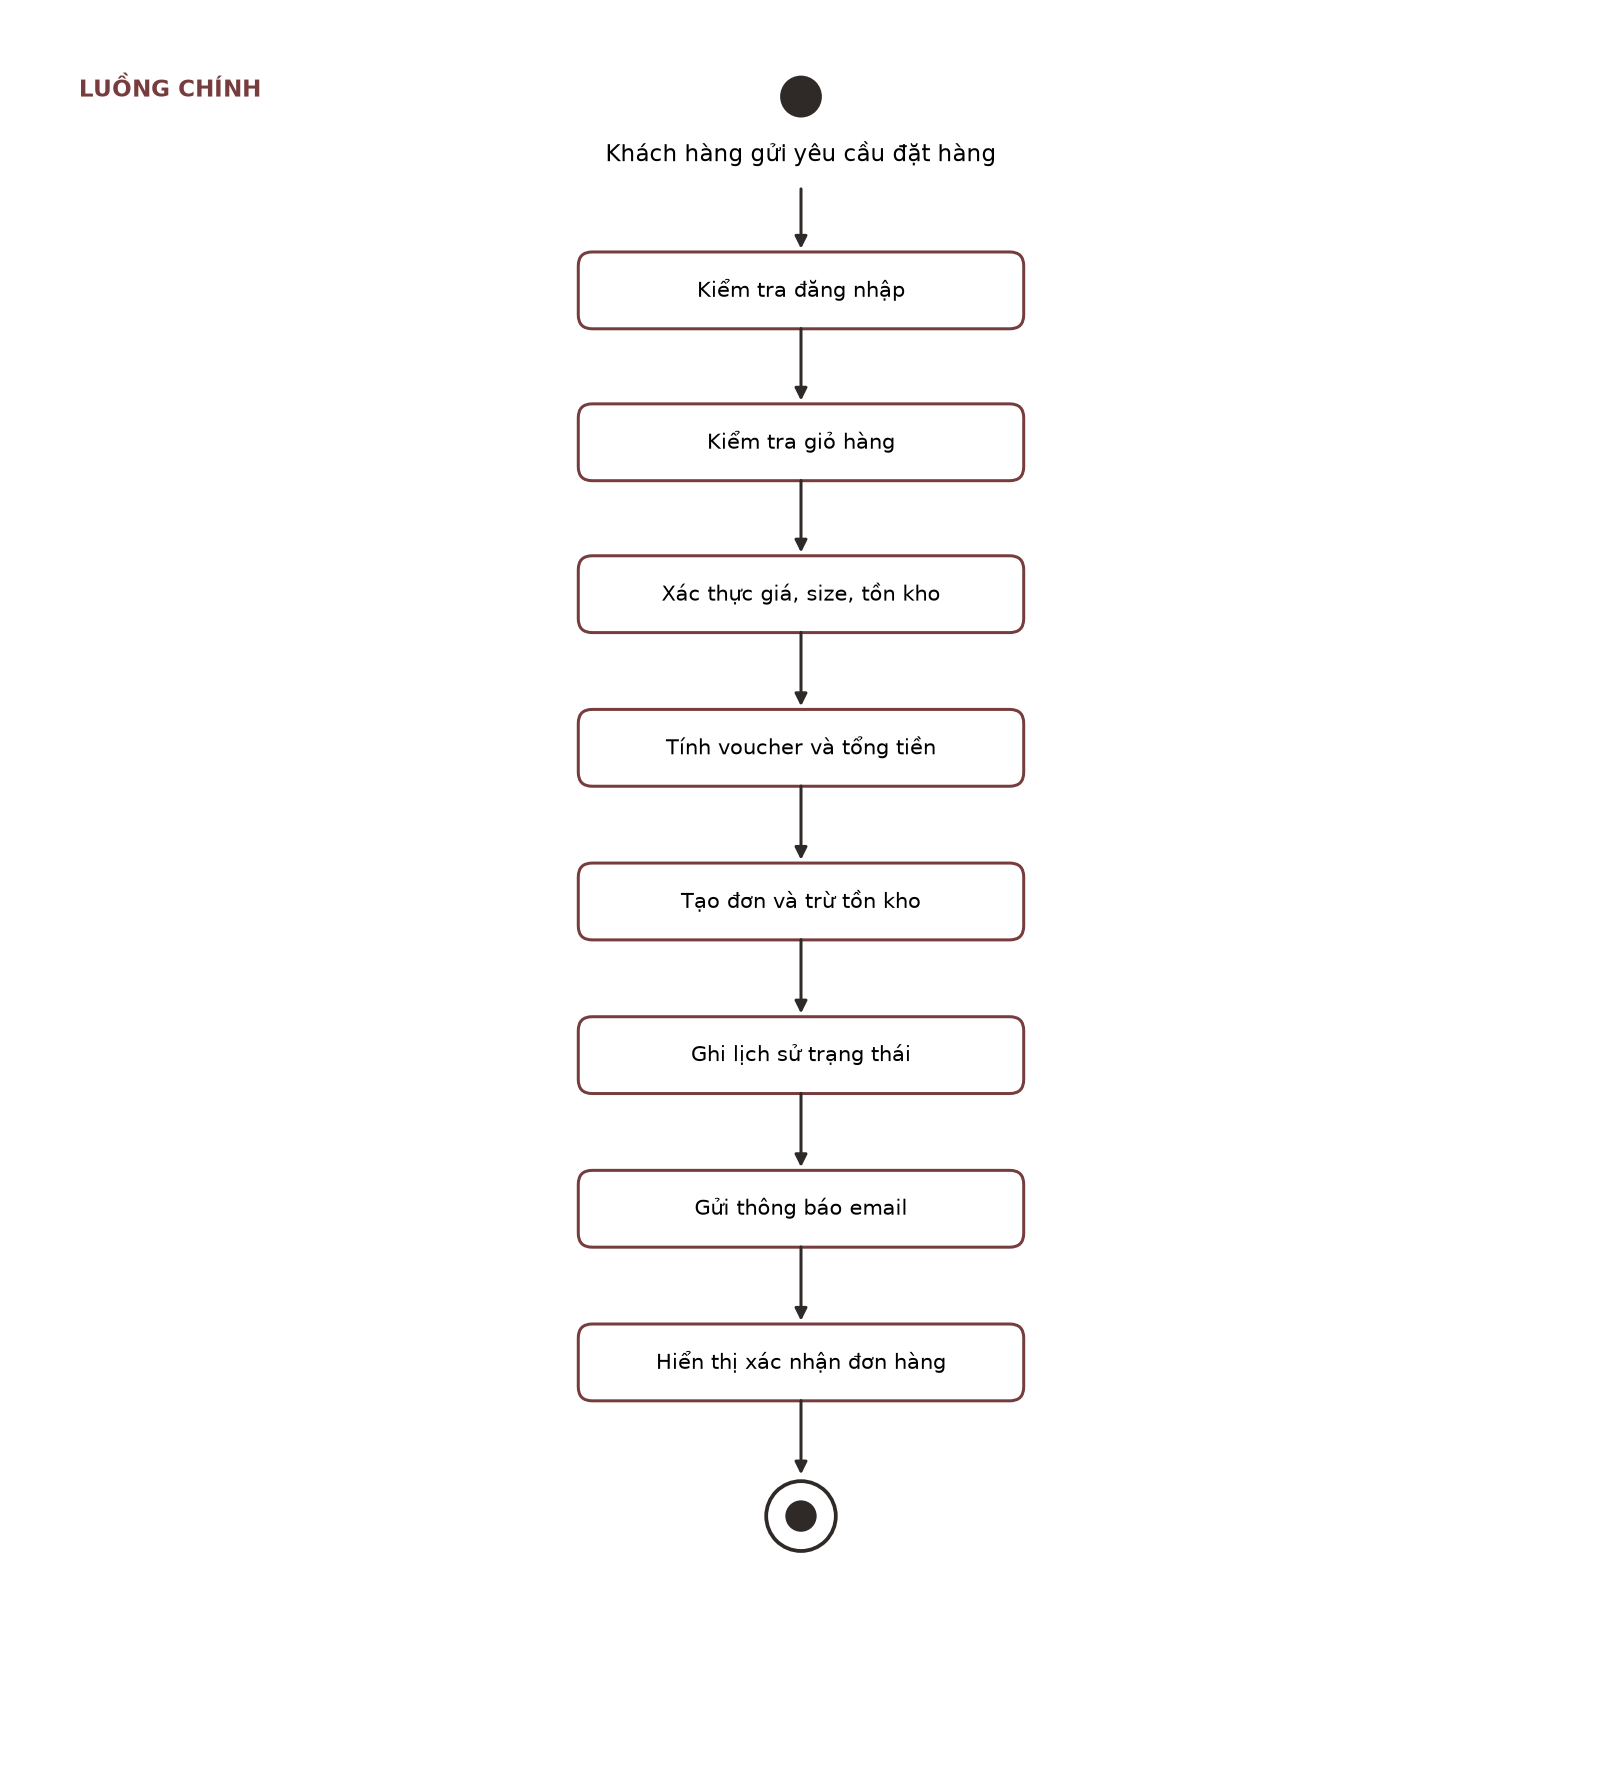 LUỒNG CHÍNH
Khách hàng gửi yêu cầu đặt hàng
Kiểm tra đăng nhập
Kiểm tra giỏ hàng
Xác thực giá, size, tồn kho
Tính voucher và tổng tiền
Tạo đơn và trừ tồn kho
Ghi lịch sử trạng thái
Gửi thông báo email
Hiển thị xác nhận đơn hàng